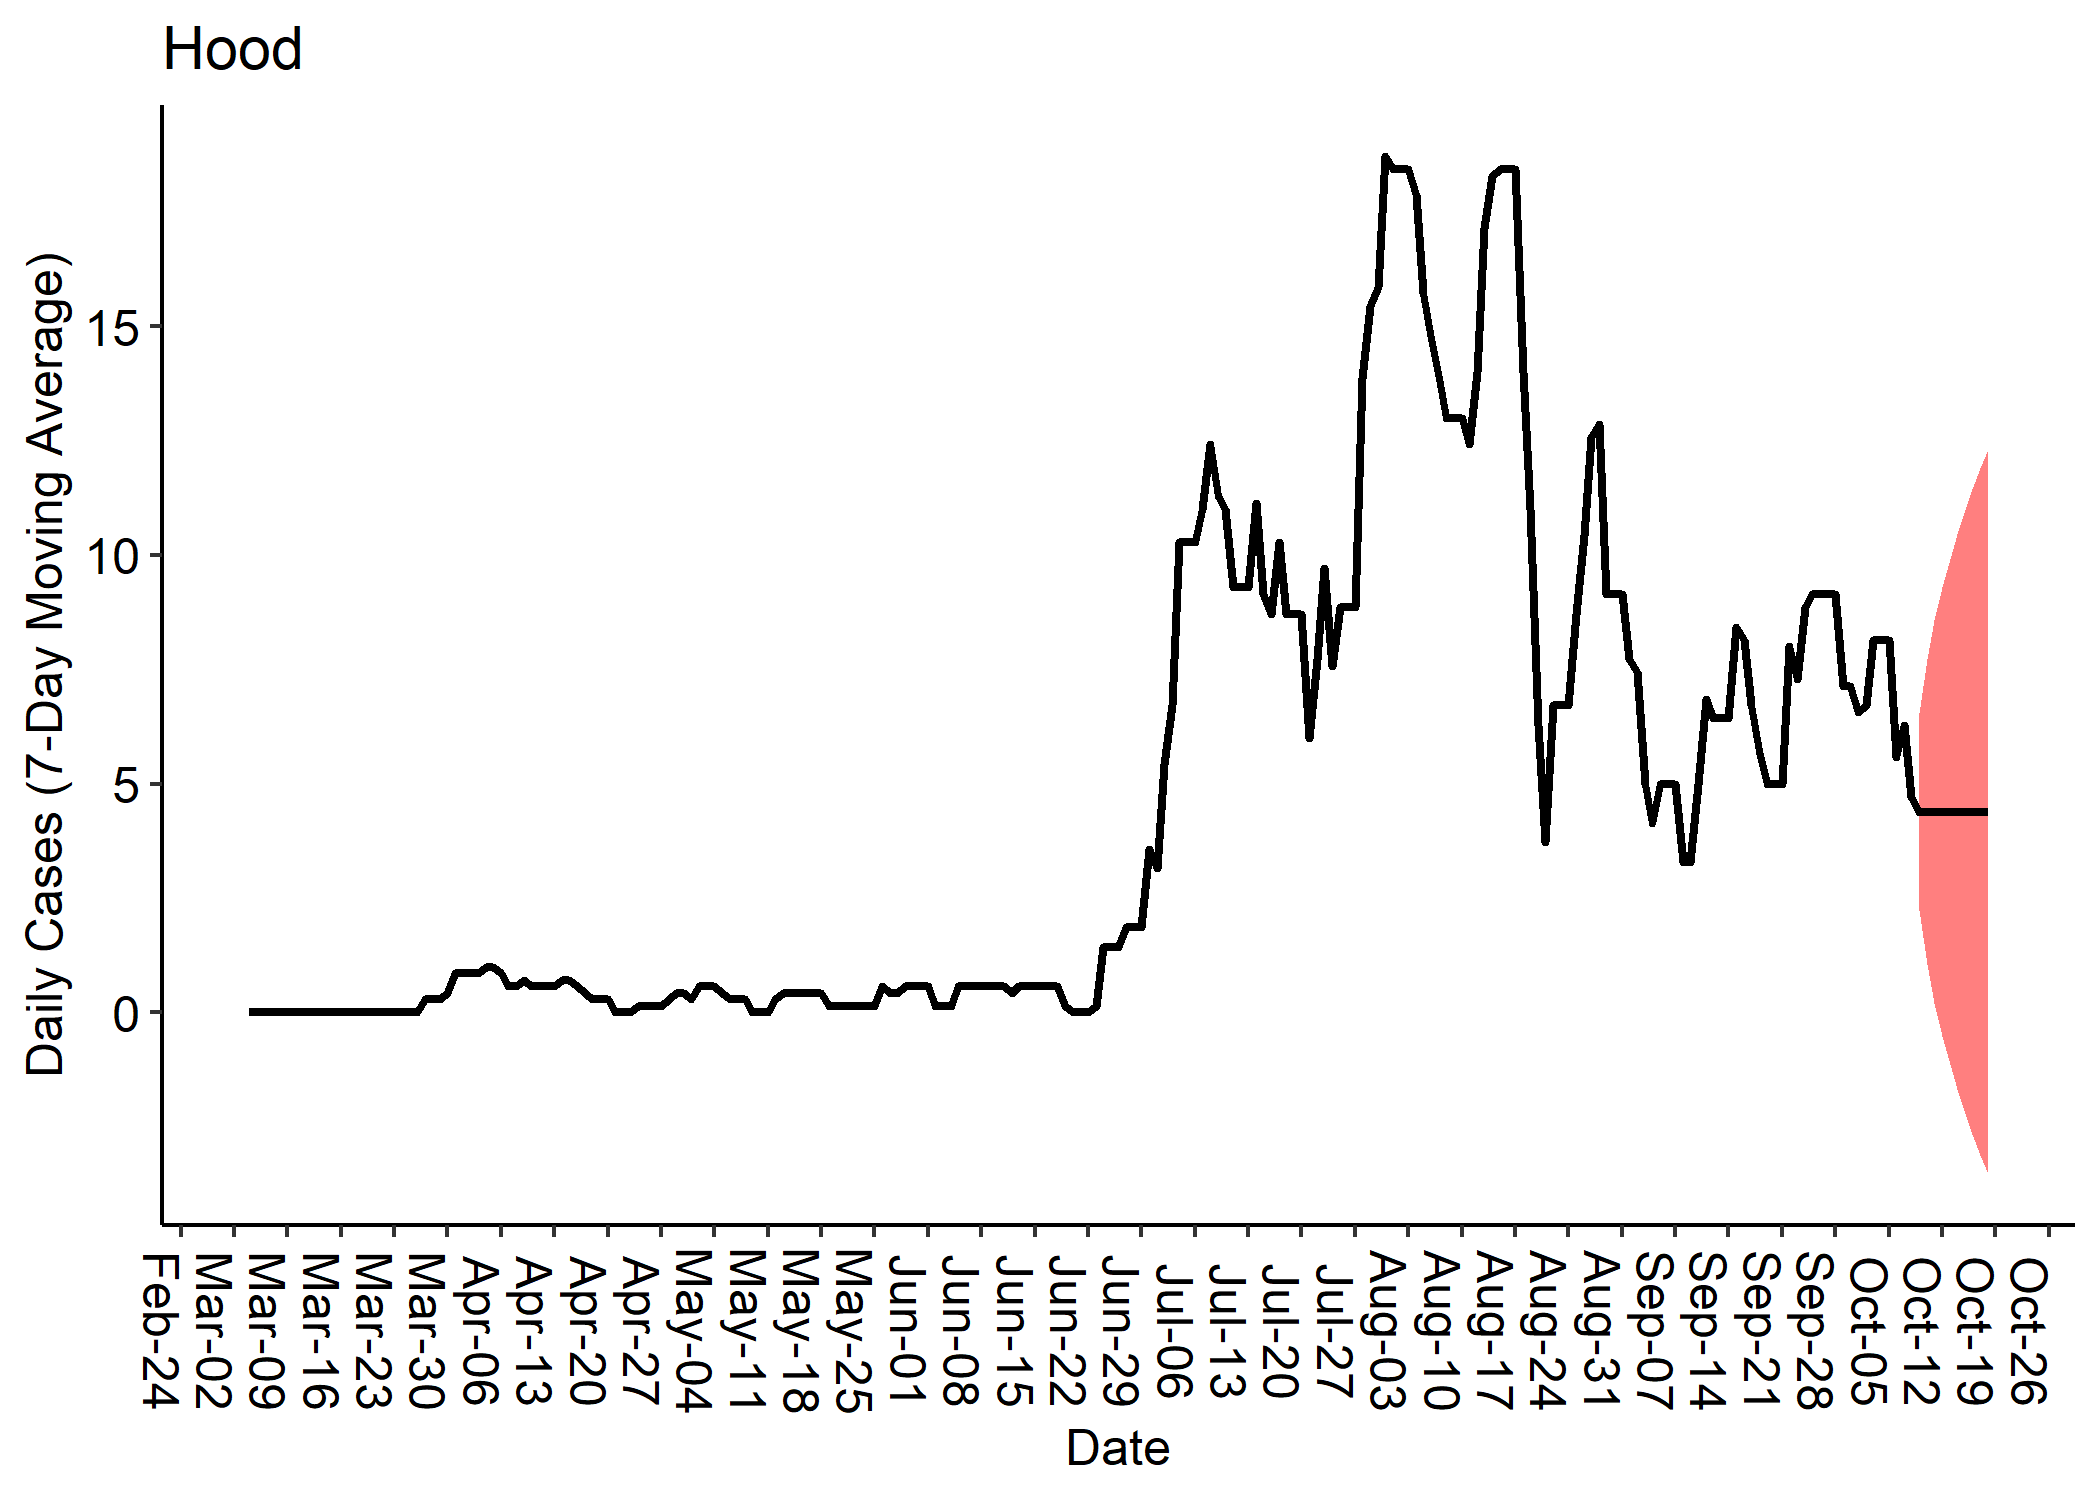 Hood
Daily Cases (7-Day Moving Average)
15
10
5
0
Feb-24
Mar-02
Mar-09
Mar-16
Mar-23
Mar-30
Apr-06
Apr-13
Apr-20
Apr-27
May-04
May-11
May-18
May-25
Jun-01
Jun-08
Jun-15
Jun-22
Jun-29
Jul-06
Jul-13
Jul-20
Jul-27
Aug-03
Aug-10
Aug-17
Aug-24
Aug-31
Sep-07
Sep-14
Sep-21
Sep-28
Oct-05
Oct-12
Oct-19
Oct-26
Date